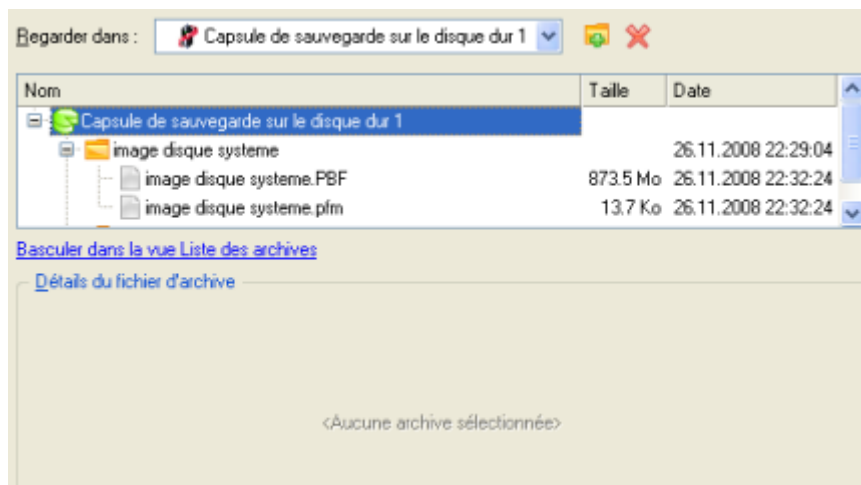 Regarder dans : Capsule de sauvegarde sur le disque dur 1
Nom Taille Date
Capsule de sauvegarde sur le disque dur 1
image disque systeme 26.11.2008 22:29:04
image disque systeme.PBF 873.5 Mo 26.11.2008 22:32:24
image disque systeme.pfm 13.7 Ko 26.11.2008 22:32:24
Basculer dans la vue Liste des archives
Détails du fichier d'archive
<Aucune archive sélectionnée>